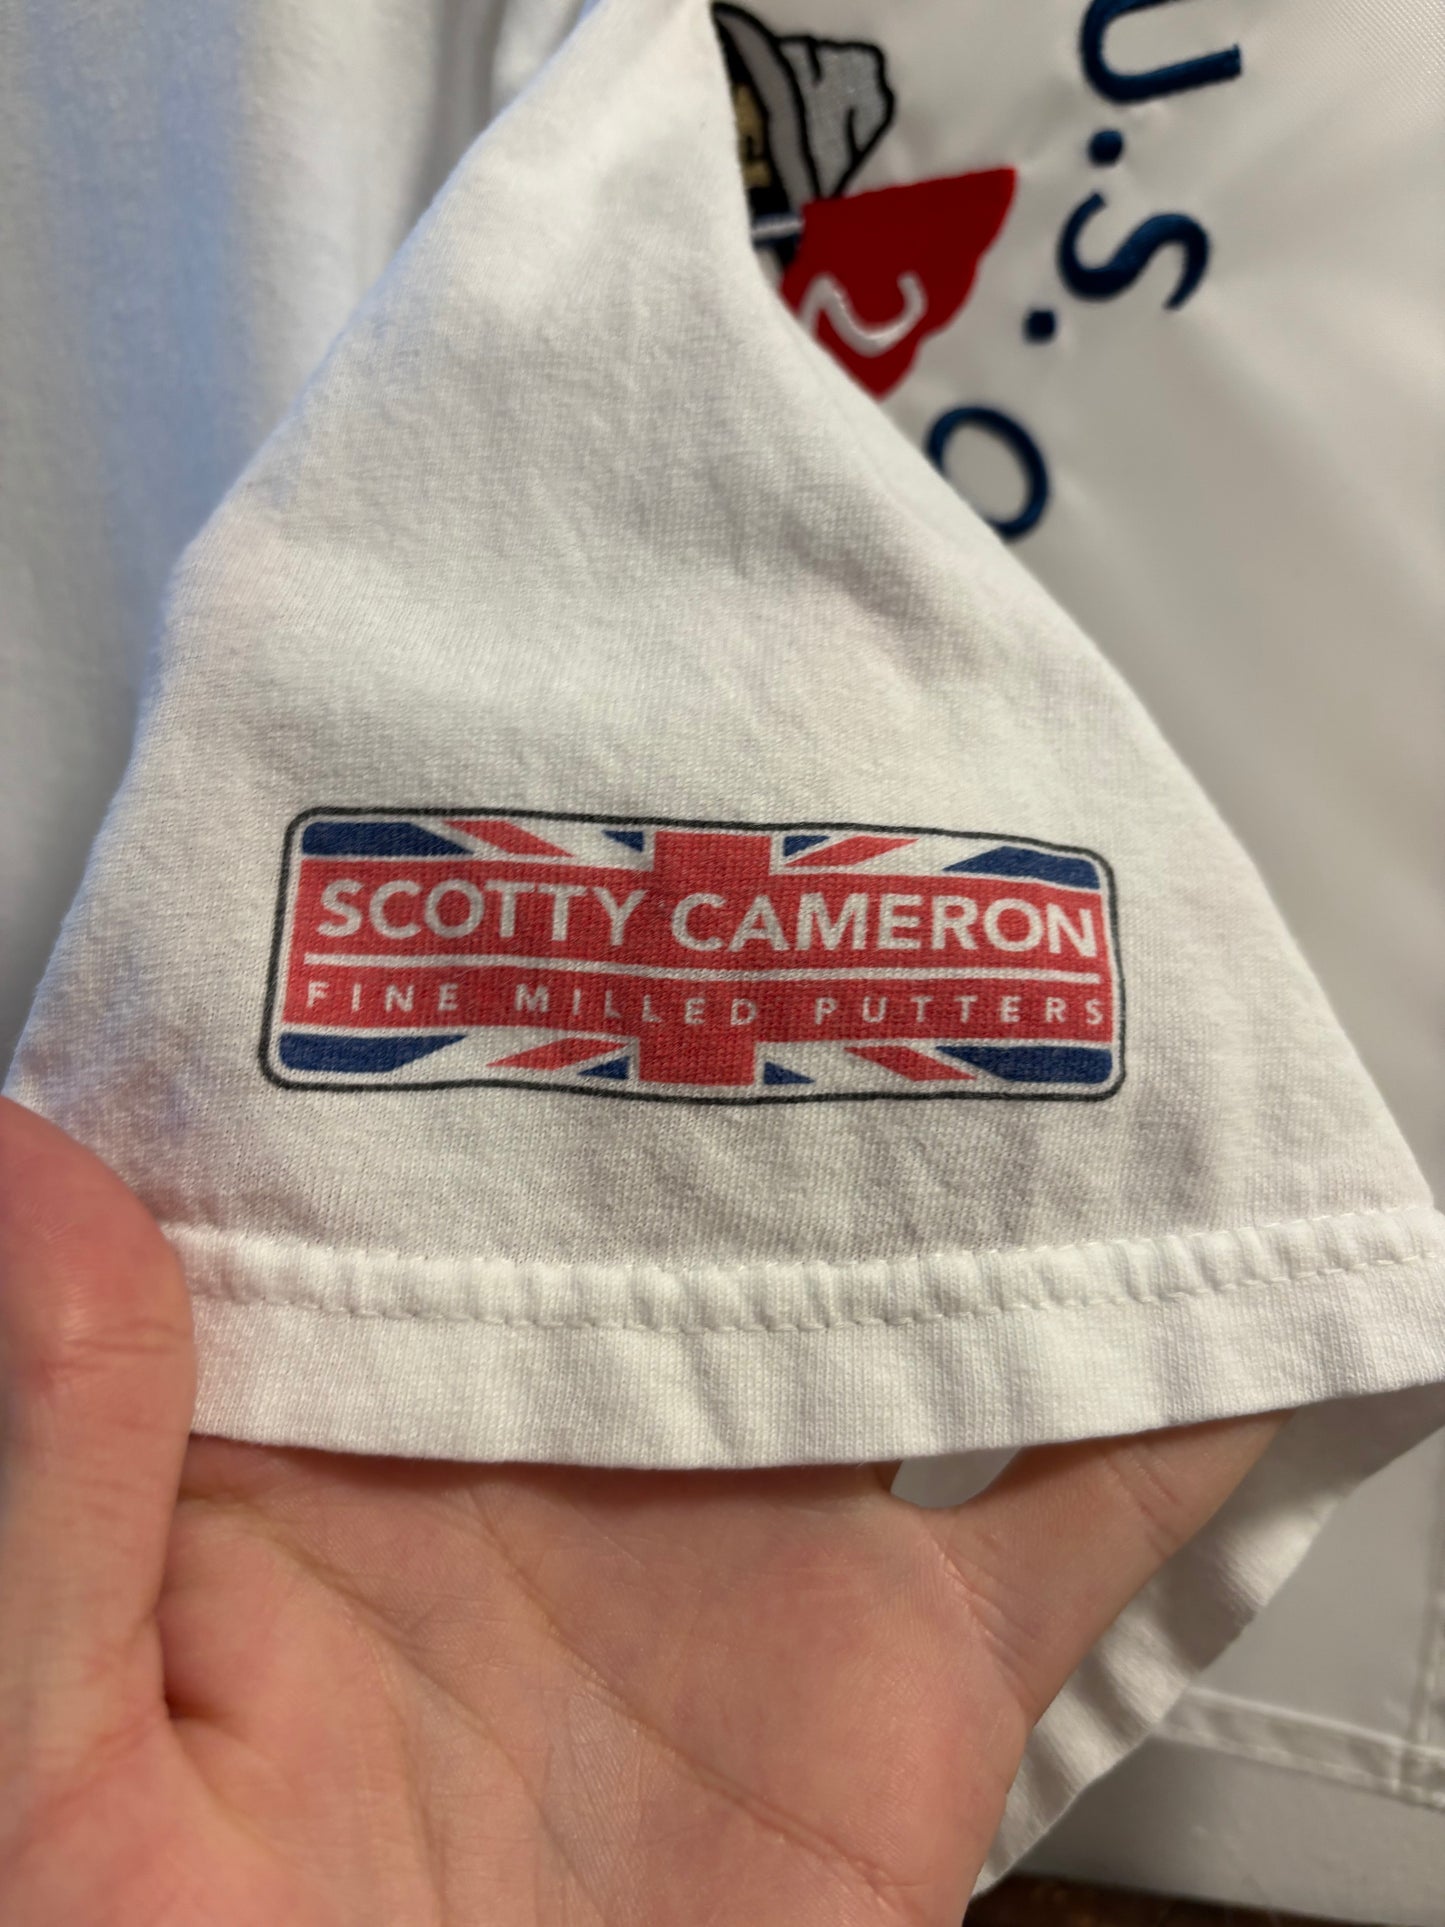 SCOTTY CAMERON
FINE MILLED PUTTERS
U.S.O